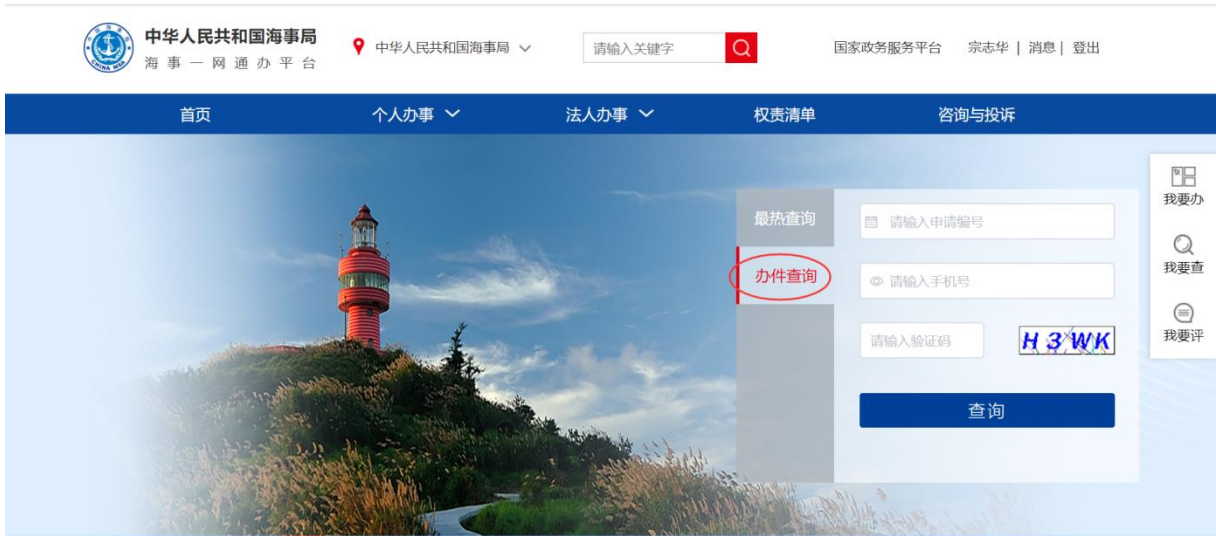 中华人民共和国海事局
海事一网通办平台
中华人民共和国海事局
请输入关键字
国家政务服务平台 宗志华 | 消息 | 登出
首页 个人办事 法人办事 权责清单 咨询与投诉
最热查询
办件查询
请输入申请编号
请输入手机号
请输入验证码
H3WK
查询
我要办
我要查
我要评
CHINA MSA